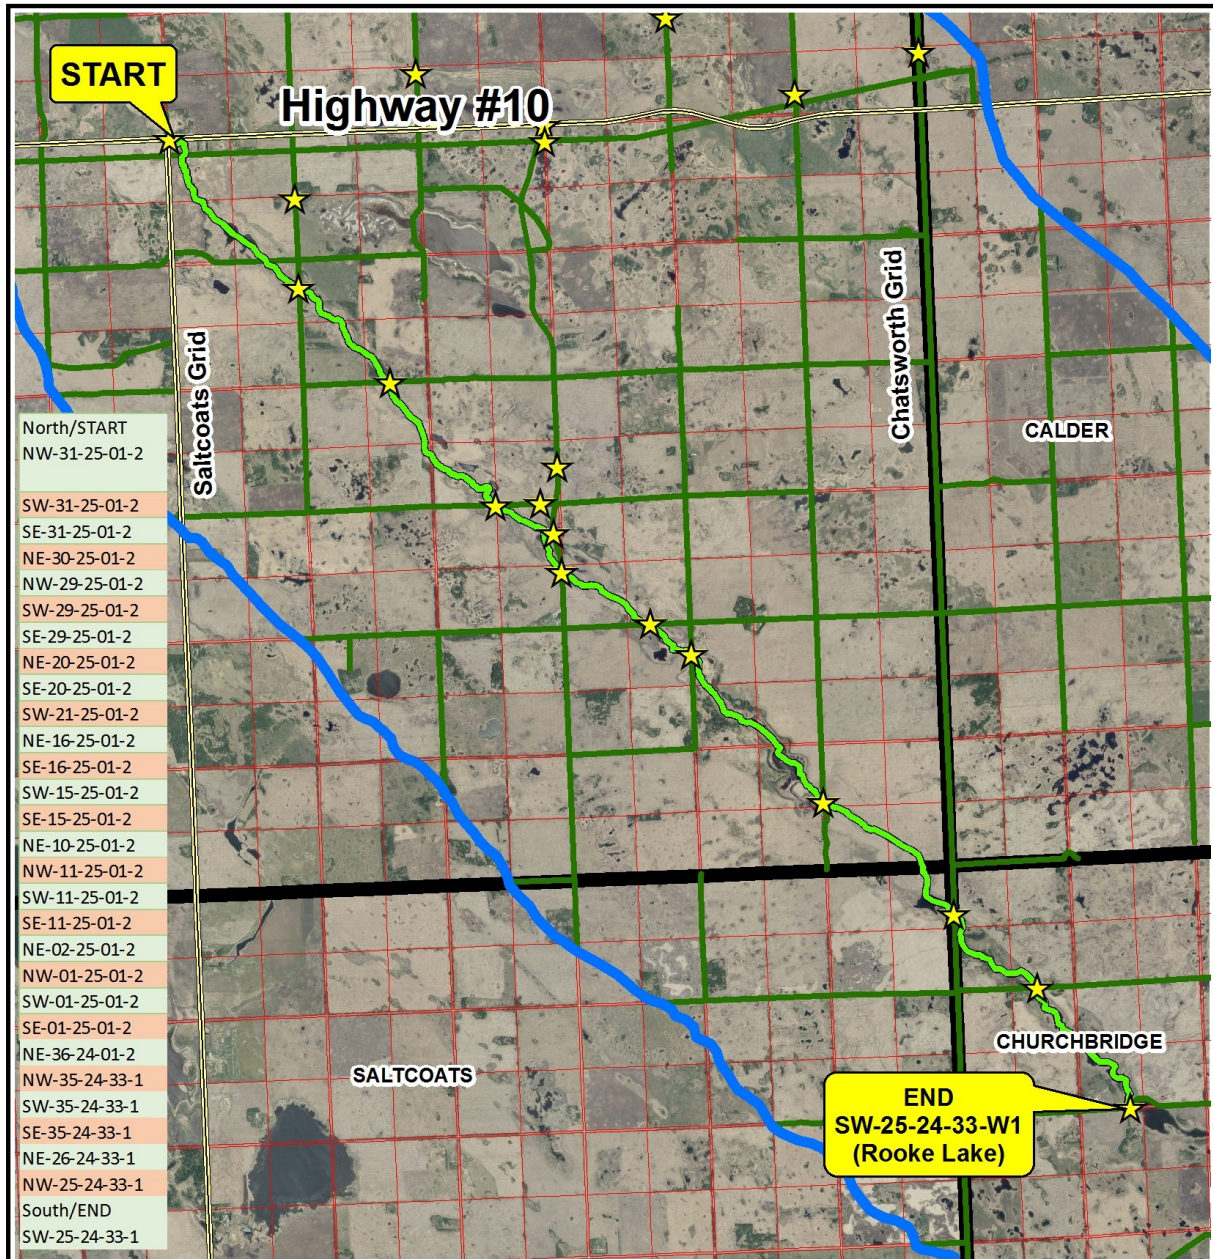 START
Highway #10
Saltcoats Grid
Chatsworth Grid
CALDER
North/START
NW-31-25-01-2
SW-31-25-01-2
SE-31-25-01-2
NE-30-25-01-2
NW-29-25-01-2
SW-29-25-01-2
SE-29-25-01-2
NE-20-25-01-2
SE-20-25-01-2
SW-21-25-01-2
NE-16-25-01-2
SE-16-25-01-2
SW-15-25-01-2
SE-15-25-01-2
NE-10-25-01-2
NW-11-25-01-2
SW-11-25-01-2
SE-11-25-01-2
NE-02-25-01-2
NW-01-25-01-2
SW-01-25-01-2
SE-01-25-01-2
NE-36-24-01-2
NW-35-24-33-1
SW-35-24-33-1
SE-35-24-33-1
NE-26-24-33-1
NW-25-24-33-1
South/END
SW-25-24-33-1
CHURCHBRIDGE
SALTCOATS
END
SW-25-24-33-W1
(Rooke Lake)